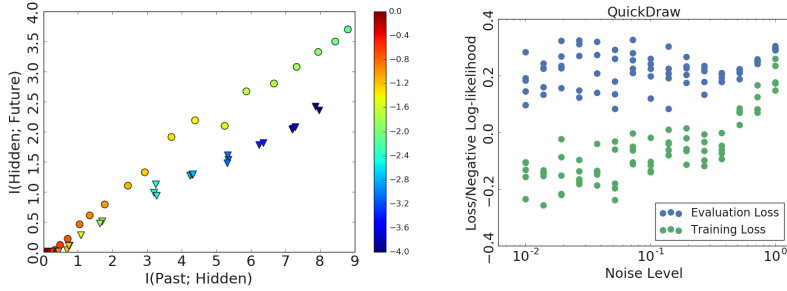 4.0
3.5
3.0
2.5
2.0
1.5
1.0
0.5
0.0
I(Hidden; Future)
0 1 2 3 4 5 6 7 8 9
I(Past; Hidden)
0.0
−0.4
−0.8
−1.2
−1.6
−2.0
−2.4
−2.8
−3.2
−3.6
−4.0
QuickDraw
0.4
0.2
0.0
−0.2
−0.4
Loss/Negative Log-likelihood
Evaluation Loss
Training Loss
10⁻² 10⁻¹ 10⁰
Noise Level